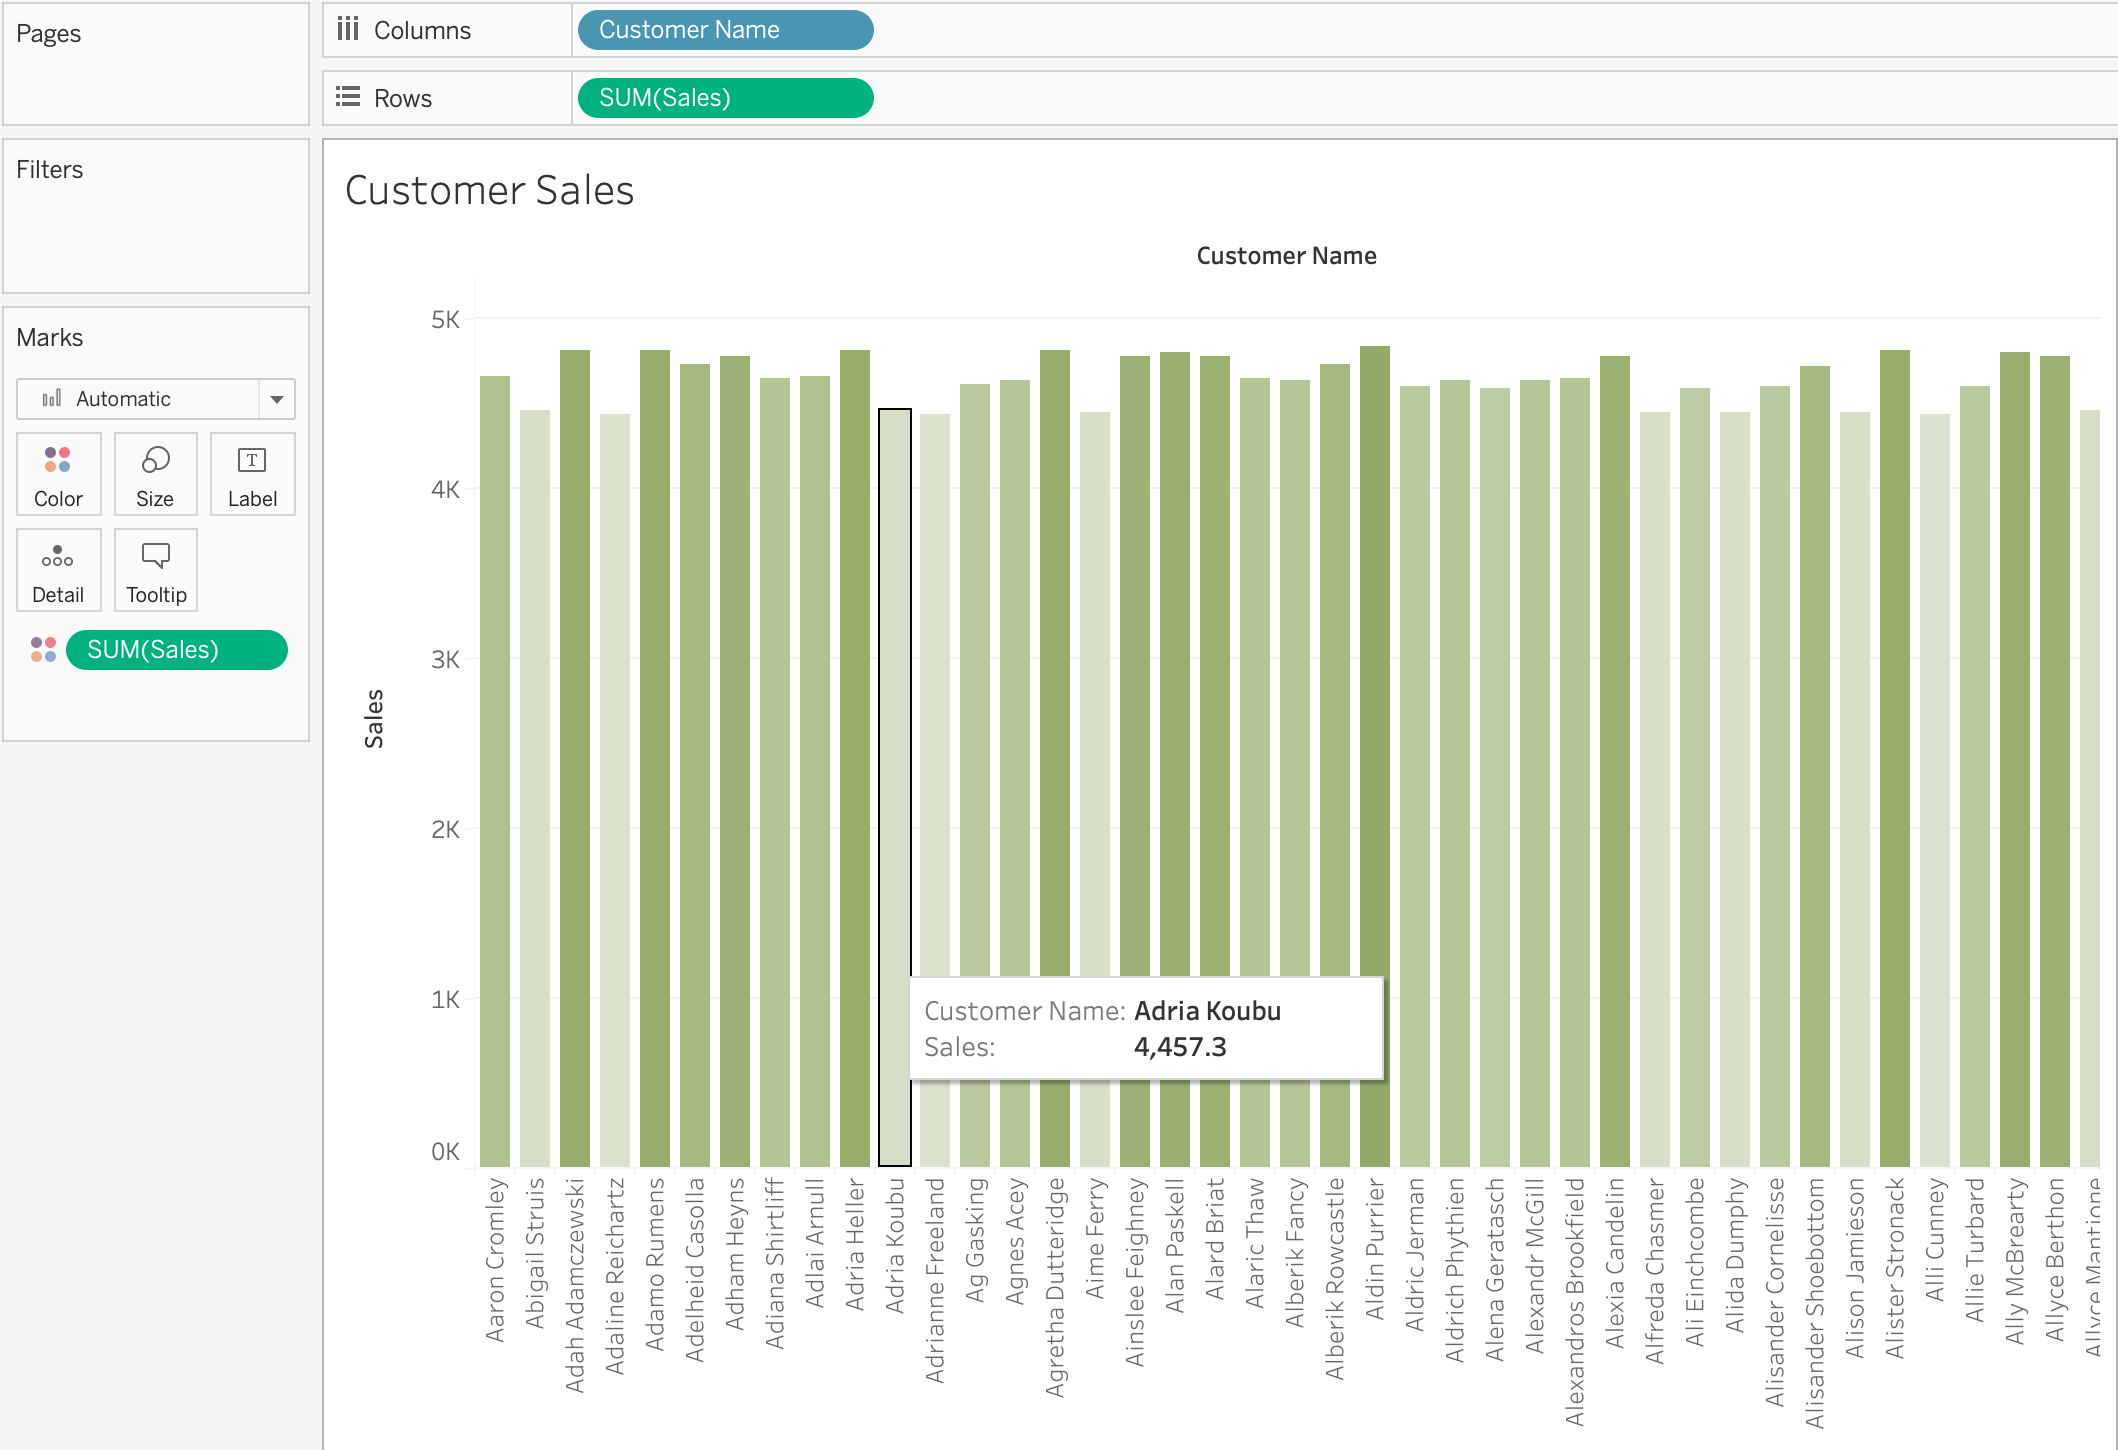 Pages
Columns
Customer Name
Rows
SUM(Sales)
Filters
Marks
Automatic
Color
Size
T
Label
Detail
Tooltip
SUM(Sales)
Customer Sales
Customer Name
5K
4K
3K
2K
1K
0K
Sales
Customer Name: Adria Koubu
Sales: 4,457.3
Aaron Cromley
Abigail Struis
Adah Adamczewski
Adaline Reichartz
Adamo Rumens
Adelheid Casolla
Adham Heyns
Adiana Shirtliff
Adlai Arnull
Adria Heller
Adria Koubu
Adrianne Freeland
Ag Gasking
Agnes Acey
Agretha Dutteridge
Aime Ferry
Ainslee Feighney
Alan Paskell
Alard Briat
Alaric Thaw
Alberik Fancy
Alberik Rowcastle
Aldin Purrier
Aldric Jerman
Aldrich Phythien
Alena Geratasch
Alexandr McGill
Alexandros Brookfield
Alexia Candelin
Alfreda Chasmer
Ali Einchcombe
Alida Dumphy
Alisander Cornelisse
Alisander Shoebottom
Alison Jamieson
Alister Stronack
Alli Cunney
Allie Turbard
Ally McBrearty
Allyce Berthon
Allyce Mantione